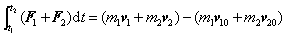 ∫_{t₁}^{t₂} (F₁ + F₂)dt = (m₁v₁ + m₂v₂) − (m₁v₁₀ + m₂v₂₀)